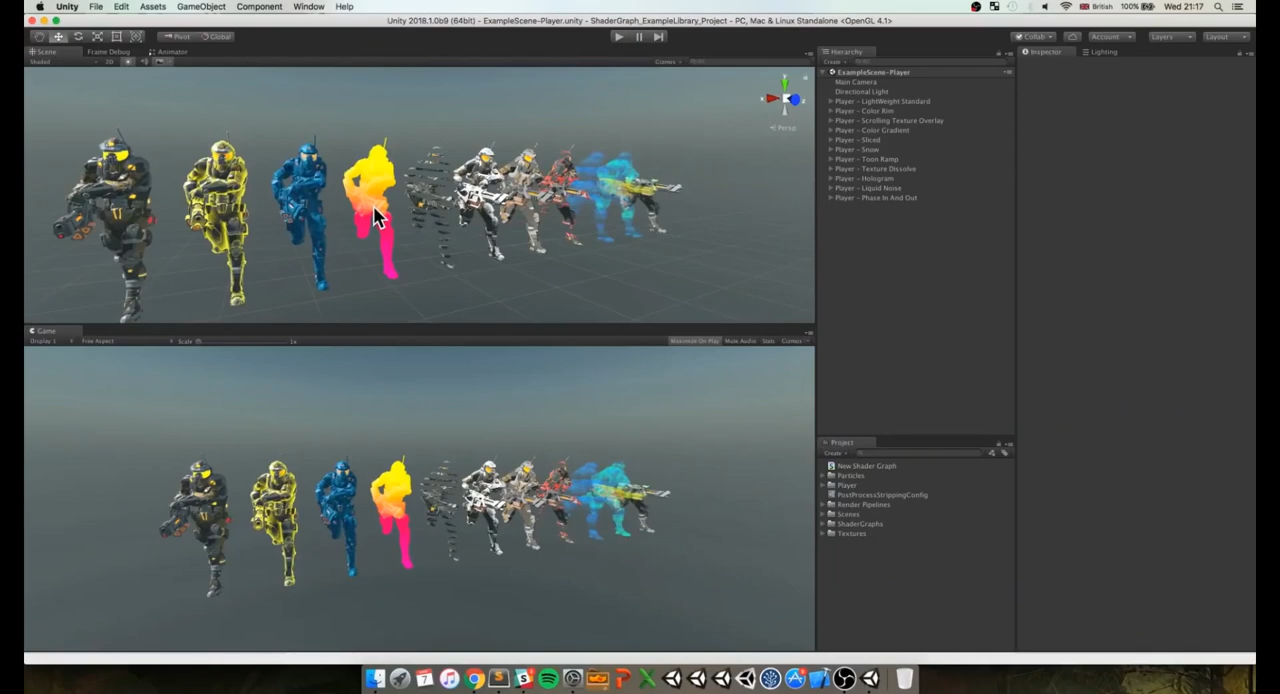 Unity File Edit Assets GameObject Component Window Help British 100% Wed 21:17
Unity 2018.1.0b9 (64bit) - ExampleScene-Player.unity - ShaderGraph_ExampleLibrary_Project - PC, Mac & Linux Standalone <OpenGL 4.1>
Pivot Global Collab Account Layers Layout
Scene Frame Debug Animator Hierarchy Inspector Lighting
Shaded 2D Gizmos Create
ExampleScene-Player
Main Camera
Directional Light
Player - LightWeight Standard
Player - Color Rim
Player - Scrolling Texture Overlay
Player - Color Gradient
Player - Sliced
Player - Snow
Player - Toon Ramp
Player - Texture Dissolve
Player - Hologram
Player - Liquid Noise
Player - Phase In And Out
y
x
z
Persp
Game
Display 1 Free Aspect Scale 1x Maximize On Play Mute Audio Stats Gizmos
Project
Create
New Shader Graph
Particles
Player
PostProcessStrippingConfig
Render Pipelines
Scenes
ShaderGraphs
Textures
7